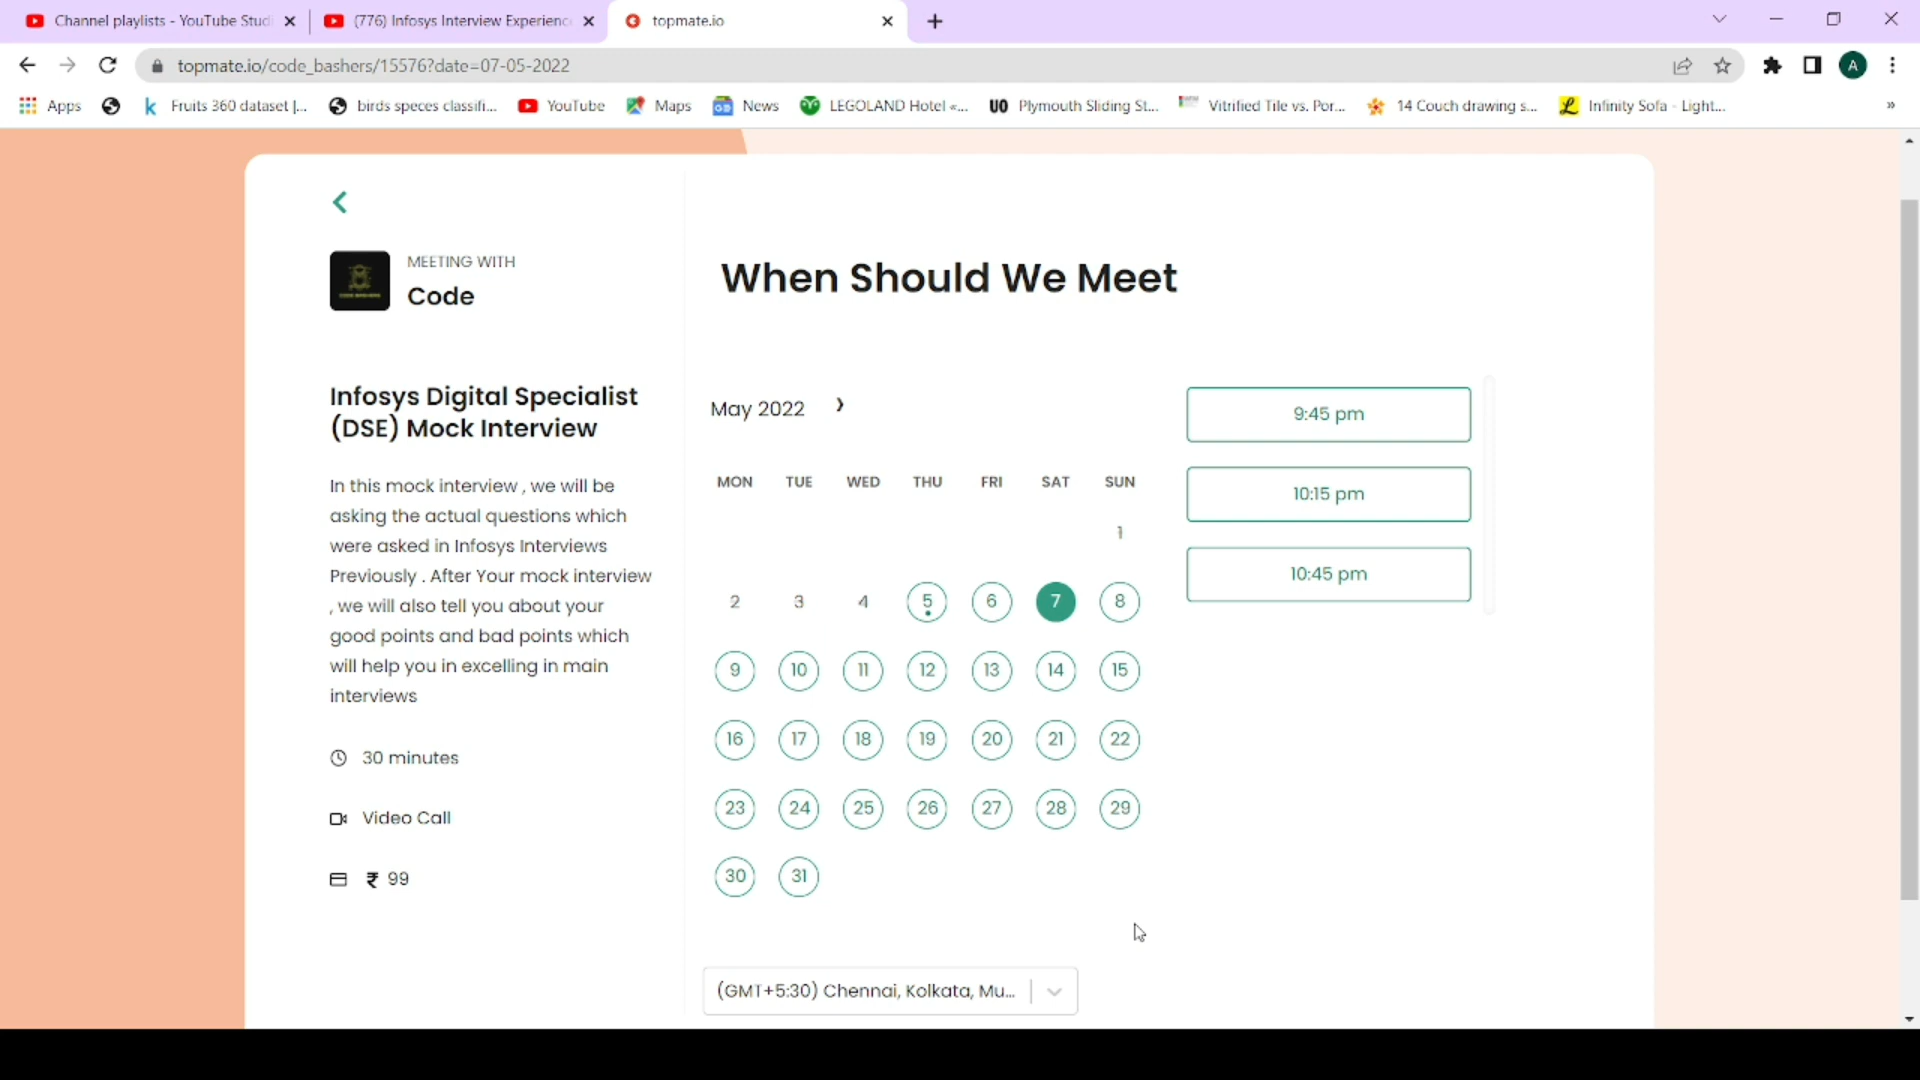 Channel playlists - YouTube Stud
(776) Infosys Interview Experienc
topmate.io
topmate.io/code_bashers/15576?date=07-05-2022
A
Apps
Fruits 360 dataset |...
birds speces classifi...
YouTube
Maps
News
LEGOLAND Hotel «...
UO Plymouth Sliding St...
Vitrified Tile vs. Por...
14 Couch drawing s...
Infinity Sofa - Light...
»
MEETING WITH
Code
Infosys Digital Specialist
(DSE) Mock Interview
In this mock interview , we will be
asking the actual questions which
were asked in Infosys Interviews
Previously . After Your mock interview
, we will also tell you about your
good points and bad points which
will help you in excelling in main
interviews
30 minutes
Video Call
₹ 99
When Should We Meet
May 2022
MON TUE WED THU FRI SAT SUN
1
2 3 4 5 6 7 8
9 10 11 12 13 14 15
16 17 18 19 20 21 22
23 24 25 26 27 28 29
30 31
9:45 pm
10:15 pm
10:45 pm
(GMT+5:30) Chennai, Kolkata, Mu...